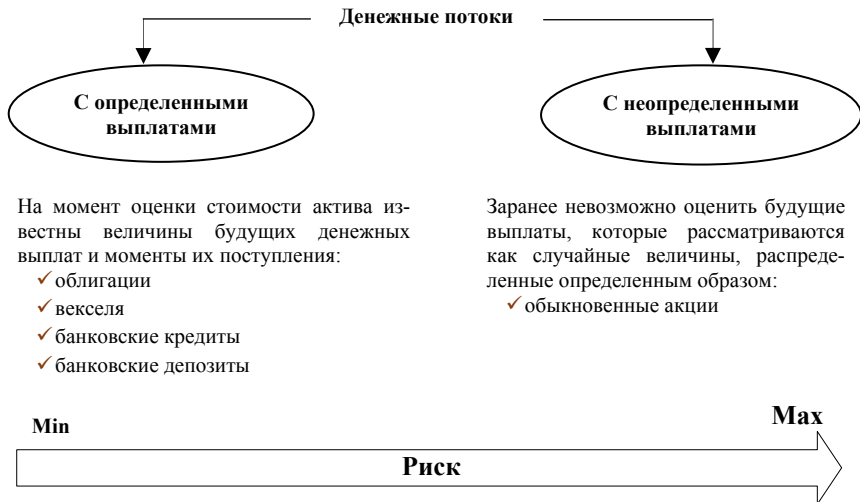 Денежные потоки
С определенными
выплатами
С неопределенными
выплатами
На момент оценки стоимости актива из-
вестны величины будущих денежных
выплат и моменты их поступления:
✓ облигации
✓ векселя
✓ банковские кредиты
✓ банковские депозиты
Заранее невозможно оценить будущие
выплаты, которые рассматриваются
как случайные величины, распреде-
ленные определенным образом:
✓ обыкновенные акции
Min
Max
Риск